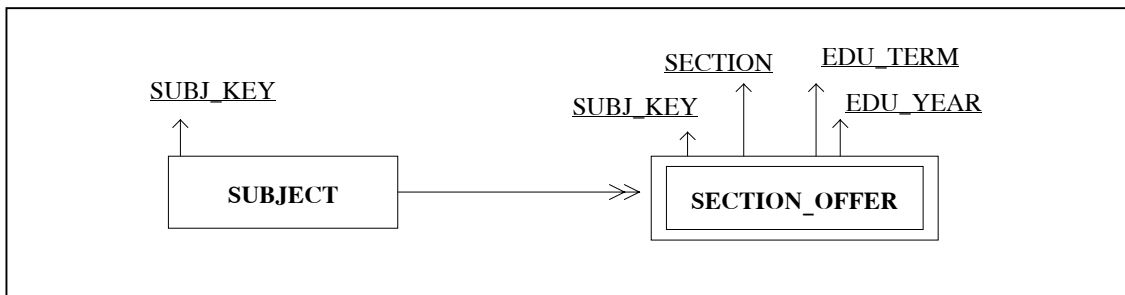 SUBJ_KEY
SUBJECT
SECTION
EDU_TERM
SUBJ_KEY
EDU_YEAR
SECTION_OFFER